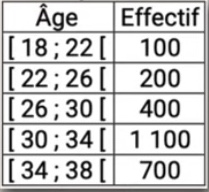 Âge Effectif
[ 18 ; 22 [ 100
[ 22 ; 26 [ 200
[ 26 ; 30 [ 400
[ 30 ; 34 [ 1 100
[ 34 ; 38 [ 700